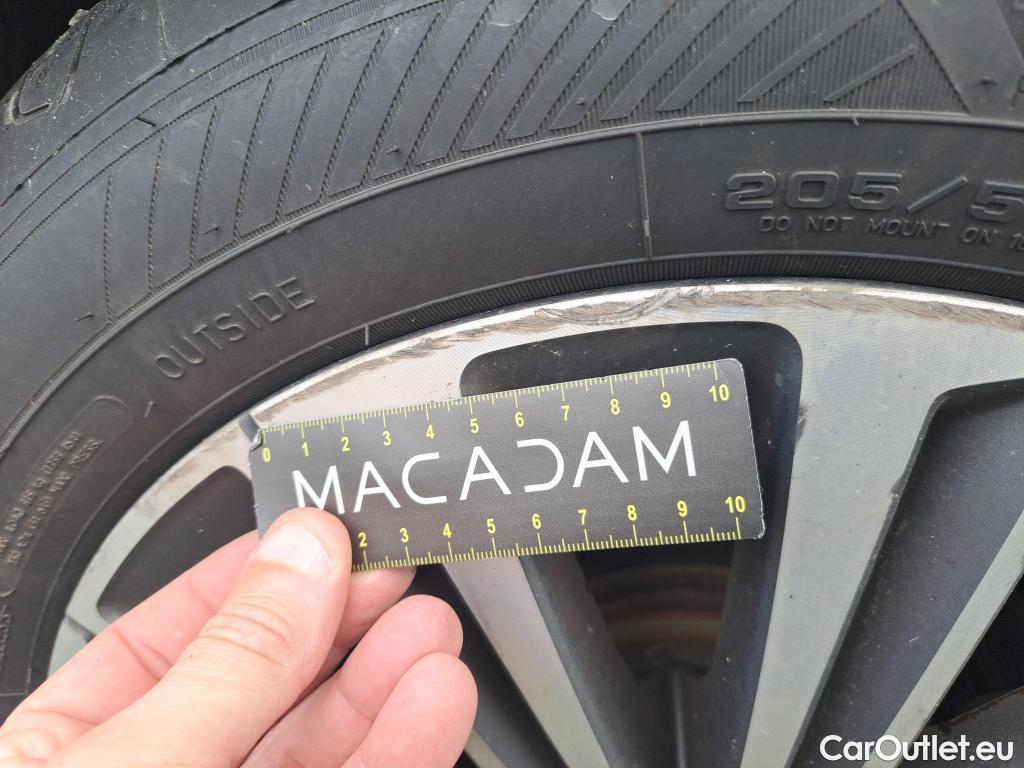 205/5
DO NOT MOUNT ON 16
OUTSIDE
0 1 2 3 4 5 6 7 8 9 10
MACADAM
2 3 4 5 6 7 8 9 10
CarOutlet.eu